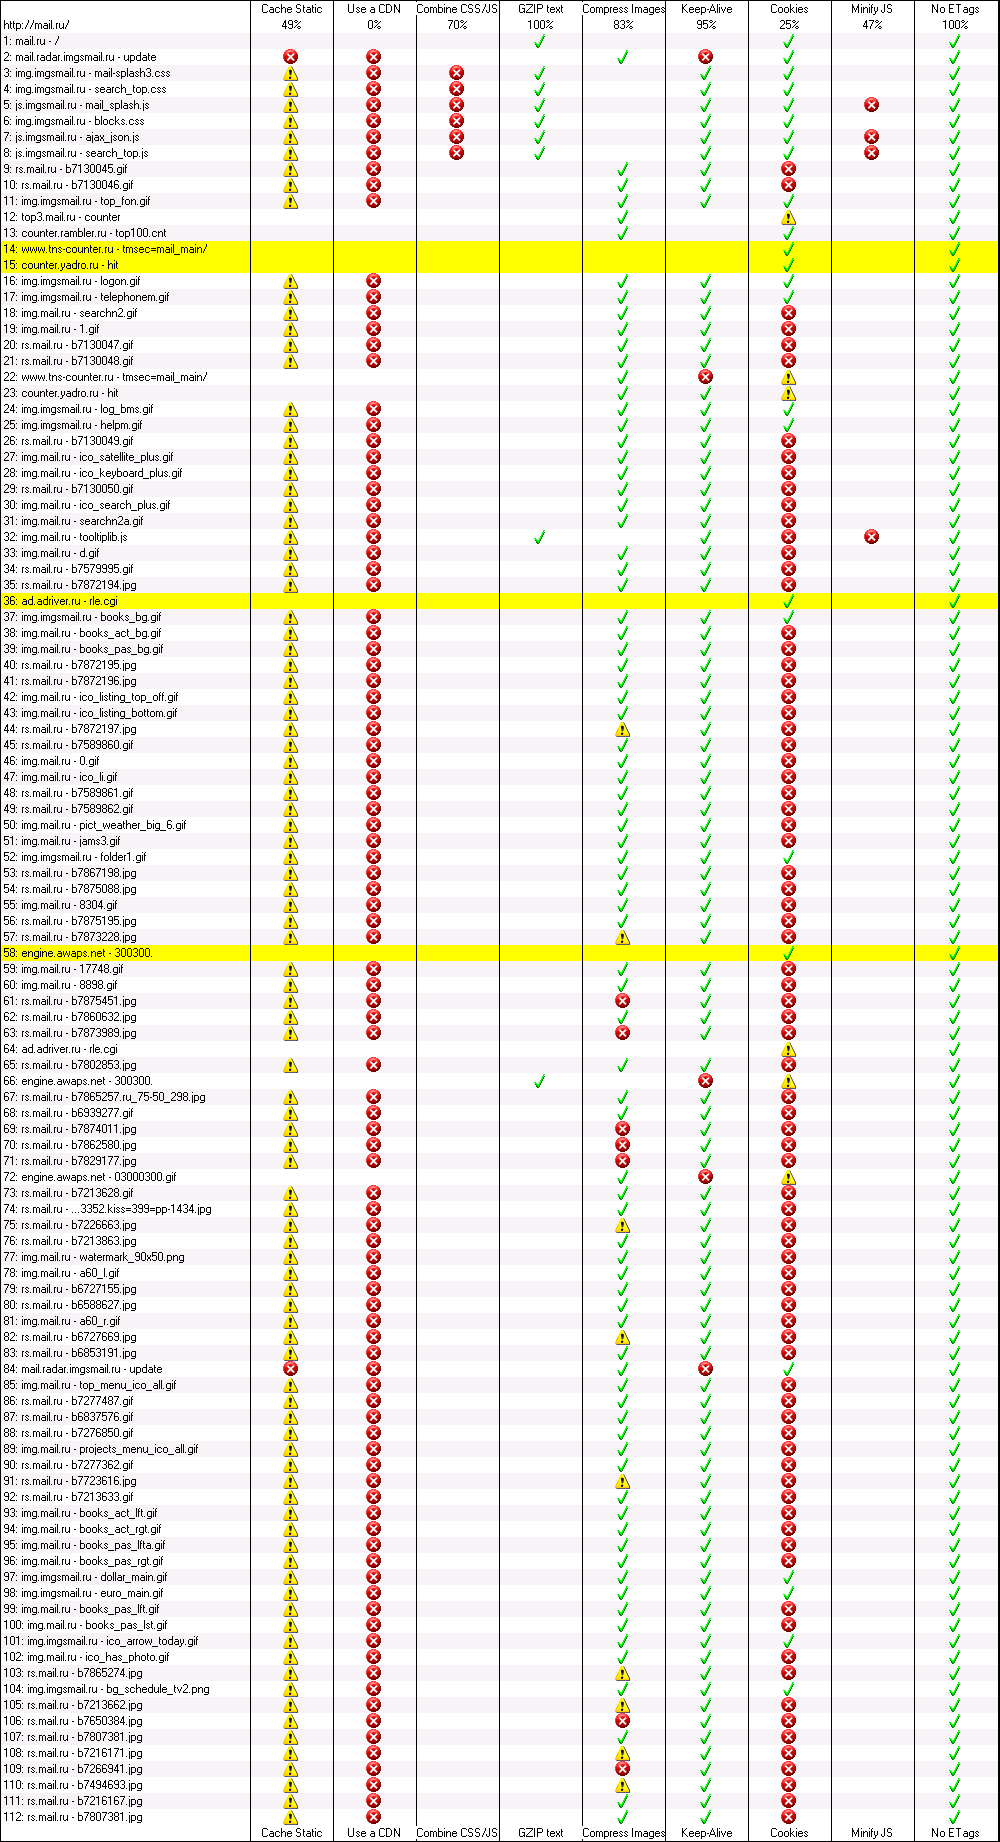 Cache Static Use a CDN Combine CSS/JS GZIP text Compress Images Keep-Alive Cookies Minify JS No ETags
http://mail.ru/ 49% 0% 70% 100% 83% 95% 25% 47% 100%
1: mail.ru - /
2: mail.radar.imgsmail.ru - update
3: img.imgsmail.ru - mail-splash3.css
4: img.imgsmail.ru - search_top.css
5: js.imgsmail.ru - mail_splash.js
6: img.imgsmail.ru - blocks.css
7: js.imgsmail.ru - ajax_json.js
8: js.imgsmail.ru - search_top.js
9: rs.mail.ru - b7130045.gif
10: rs.mail.ru - b7130046.gif
11: img.imgsmail.ru - top_fon.gif
12: top3.mail.ru - counter
13: counter.rambler.ru - top100.cnt
14: www.tns-counter.ru - tmsec=mail_main/
15: counter.yadro.ru - hit
16: img.imgsmail.ru - logon.gif
17: img.imgsmail.ru - telephonem.gif
18: img.mail.ru - searchn2.gif
19: img.mail.ru - 1.gif
20: rs.mail.ru - b7130047.gif
21: rs.mail.ru - b7130048.gif
22: www.tns-counter.ru - tmsec=mail_main/
23: counter.yadro.ru - hit
24: img.imgsmail.ru - log_bms.gif
25: img.imgsmail.ru - helpm.gif
26: rs.mail.ru - b7130049.gif
27: img.mail.ru - ico_satellite_plus.gif
28: img.mail.ru - ico_keyboard_plus.gif
29: rs.mail.ru - b7130050.gif
30: img.mail.ru - ico_search_plus.gif
31: img.mail.ru - searchn2a.gif
32: img.mail.ru - tooltiplib.js
33: img.mail.ru - d.gif
34: rs.mail.ru - b7579995.gif
35: rs.mail.ru - b7872194.jpg
36: ad.adriver.ru - rle.cgi
37: img.imgsmail.ru - books_bg.gif
38: img.mail.ru - books_act_bg.gif
39: img.mail.ru - books_pas_bg.gif
40: rs.mail.ru - b7872195.jpg
41: rs.mail.ru - b7872196.jpg
42: img.mail.ru - ico_listing_top_off.gif
43: img.mail.ru - ico_listing_bottom.gif
44: rs.mail.ru - b7872197.jpg
45: rs.mail.ru - b7589860.gif
46: img.mail.ru - 0.gif
47: img.mail.ru - ico_li.gif
48: rs.mail.ru - b7589861.gif
49: rs.mail.ru - b7589862.gif
50: img.mail.ru - pict_weather_big_6.gif
51: img.mail.ru - jams3.gif
52: img.imgsmail.ru - folder1.gif
53: rs.mail.ru - b7867198.jpg
54: rs.mail.ru - b7875088.jpg
55: img.mail.ru - 8304.gif
56: rs.mail.ru - b7875195.jpg
57: rs.mail.ru - b7873228.jpg
58: engine.awaps.net - 300300.
59: img.mail.ru - 17748.gif
60: img.mail.ru - 8898.gif
61: rs.mail.ru - b7875451.jpg
62: rs.mail.ru - b7860632.jpg
63: rs.mail.ru - b7873989.jpg
64: ad.adriver.ru - rle.cgi
65: rs.mail.ru - b7802853.jpg
66: engine.awaps.net - 300300.
67: rs.mail.ru - b7865257.ru_75-50_298.jpg
68: rs.mail.ru - b6939277.gif
69: rs.mail.ru - b7874011.jpg
70: rs.mail.ru - b7862580.jpg
71: rs.mail.ru - b7829177.jpg
72: engine.awaps.net - 03000300.gif
73: rs.mail.ru - b7213628.gif
74: rs.mail.ru - ...3352.kiss=399=pp-1434.jpg
75: rs.mail.ru - b7226663.jpg
76: rs.mail.ru - b7213863.jpg
77: img.mail.ru - watermark_90x50.png
78: img.mail.ru - a60_l.gif
79: rs.mail.ru - b6727155.jpg
80: rs.mail.ru - b6588627.jpg
81: img.mail.ru - a60_r.gif
82: rs.mail.ru - b6727669.jpg
83: rs.mail.ru - b6853191.jpg
84: mail.radar.imgsmail.ru - update
85: img.mail.ru - top_menu_ico_all.gif
86: rs.mail.ru - b7277487.gif
87: rs.mail.ru - b6837576.gif
88: rs.mail.ru - b7276850.gif
89: img.mail.ru - projects_menu_ico_all.gif
90: rs.mail.ru - b7277362.gif
91: rs.mail.ru - b7723616.jpg
92: rs.mail.ru - b7213633.gif
93: img.mail.ru - books_act_lft.gif
94: img.mail.ru - books_act_rgt.gif
95: img.mail.ru - books_pas_lfta.gif
96: img.mail.ru - books_pas_rgt.gif
97: img.imgsmail.ru - dollar_main.gif
98: img.imgsmail.ru - euro_main.gif
99: img.mail.ru - books_pas_lft.gif
100: img.mail.ru - books_pas_lst.gif
101: img.imgsmail.ru - ico_arrow_today.gif
102: img.mail.ru - ico_has_photo.gif
103: rs.mail.ru - b7865274.jpg
104: img.imgsmail.ru - bg_schedule_tv2.png
105: rs.mail.ru - b7213662.jpg
106: rs.mail.ru - b7650384.jpg
107: rs.mail.ru - b7807381.jpg
108: rs.mail.ru - b7216171.jpg
109: rs.mail.ru - b7266941.jpg
110: rs.mail.ru - b7494693.jpg
111: rs.mail.ru - b7216167.jpg
112: rs.mail.ru - b7807381.jpg
Cache Static Use a CDN Combine CSS/JS GZIP text Compress Images Keep-Alive Cookies Minify JS No ETags